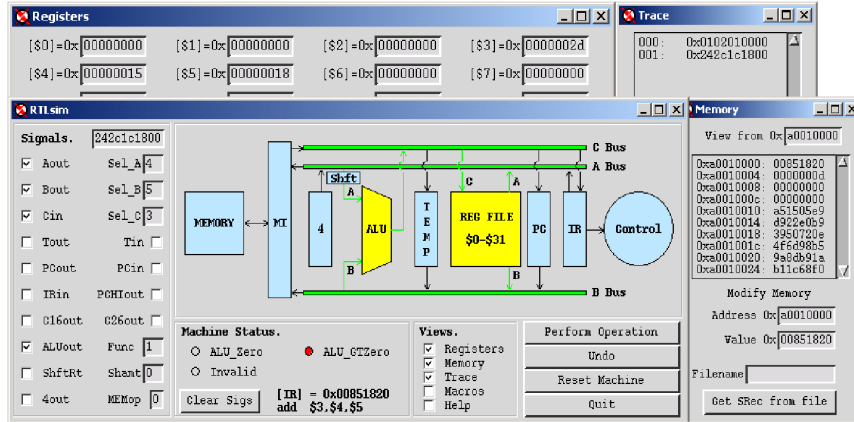 Registers
[$0]=0x 00000000 [$1]=0x 00000000 [$2]=0x 00000000 [$3]=0x 0000002d
[$4]=0x 00000015 [$5]=0x 00000018 [$6]=0x 00000000 [$7]=0x 00000000
Trace
000: 0x0102010000
001: 0x242c1c1800
RTLsim
Signals. 242c1c1800
Aout Sel_A 4
Bout Sel_B 5
Cin Sel_C 3
Tout Tin
PCout PCin
IRin PCHIout
C16out C26out
ALUout Func 1
ShftRt Shamt 0
4out MEMop 0
C Bus
A Bus
Shft
A
C
A
MEMORY
MI
4
ALU
TEMP
REG FILE
$0-$31
PC
IR
Control
B
B
B Bus
Machine Status.
ALU_Zero ALU_GTZero
Invalid
Clear Sigs
[IR] = 0x00851820
add $3,$4,$5
Views.
Registers
Memory
Trace
Macros
Help
Perform Operation
Undo
Reset Machine
Quit
Memory
View from 0x a0010000
0xa0010000: 00851820
0xa0010004: 0000000d
0xa0010008: 00000000
0xa001000c: 00000000
0xa0010010: a51505e9
0xa0010014: d922e0b9
0xa0010018: 3950720e
0xa001001c: 4f6d98b5
0xa0010020: 9a8db91a
0xa0010024: b11c68f0
Modify Memory
Address 0x a0010000
Value 0x 00851820
Filename
Get SRec from file